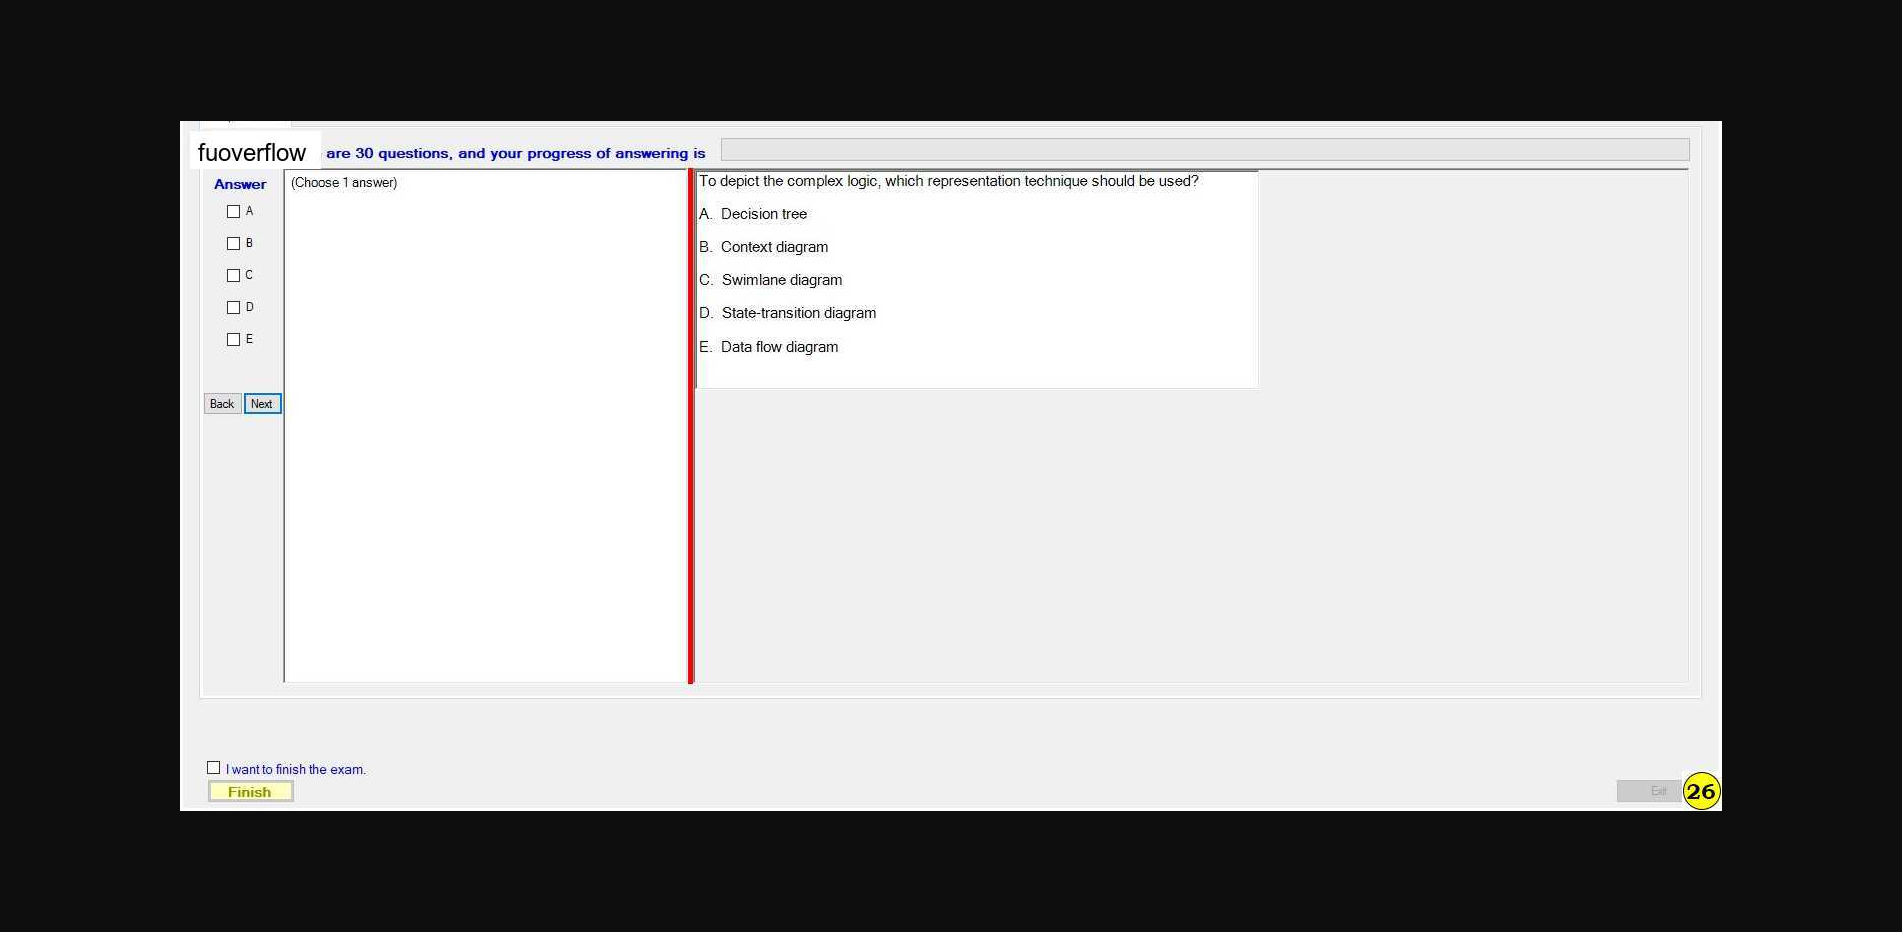 fuoverflow are 30 questions, and your progress of answering is
Answer
A
B
C
D
E
Back Next
(Choose 1 answer)
To depict the complex logic, which representation technique should be used?
A. Decision tree
B. Context diagram
C. Swimlane diagram
D. State-transition diagram
E. Data flow diagram
I want to finish the exam.
Finish
Exit
26